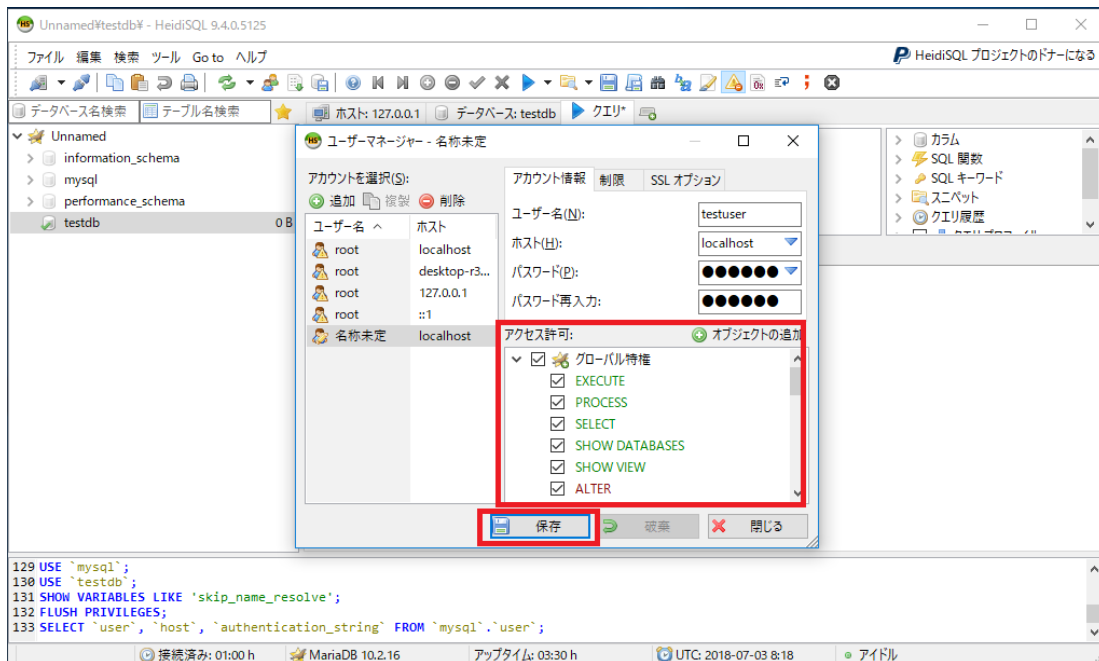 Unnamed¥testdb¥ - HeidiSQL 9.4.0.5125
ファイル 編集 検索 ツール Go to ヘルプ
HeidiSQL プロジェクトのドナーになる
データベース名検索 テーブル名検索
ホスト: 127.0.0.1 データベース: testdb クエリ*
Unnamed
information_schema
mysql
performance_schema
testdb 0 B
カラム
SQL 関数
SQL キーワード
スニペット
クエリ履歴
ユーザーマネージャー - 名称未定
アカウントを選択(S):
追加 複製 削除
ユーザー名 ホスト
root localhost
root desktop-r3...
root 127.0.0.1
root ::1
名称未定 localhost
アカウント情報 制限 SSL オプション
ユーザー名(N): testuser
ホスト(H): localhost
パスワード(P): ●●●●●●
パスワード再入力: ●●●●●●
アクセス許可: オブジェクトの追加
グローバル特権
EXECUTE
PROCESS
SELECT
SHOW DATABASES
SHOW VIEW
ALTER
保存 破棄 閉じる
129 USE `mysql`;
130 USE `testdb`;
131 SHOW VARIABLES LIKE 'skip_name_resolve';
132 FLUSH PRIVILEGES;
133 SELECT `user`, `host`, `authentication_string` FROM `mysql`.`user`;
接続済み: 01:00 h MariaDB 10.2.16 アップタイム: 03:30 h UTC: 2018-07-03 8:18 アイドル